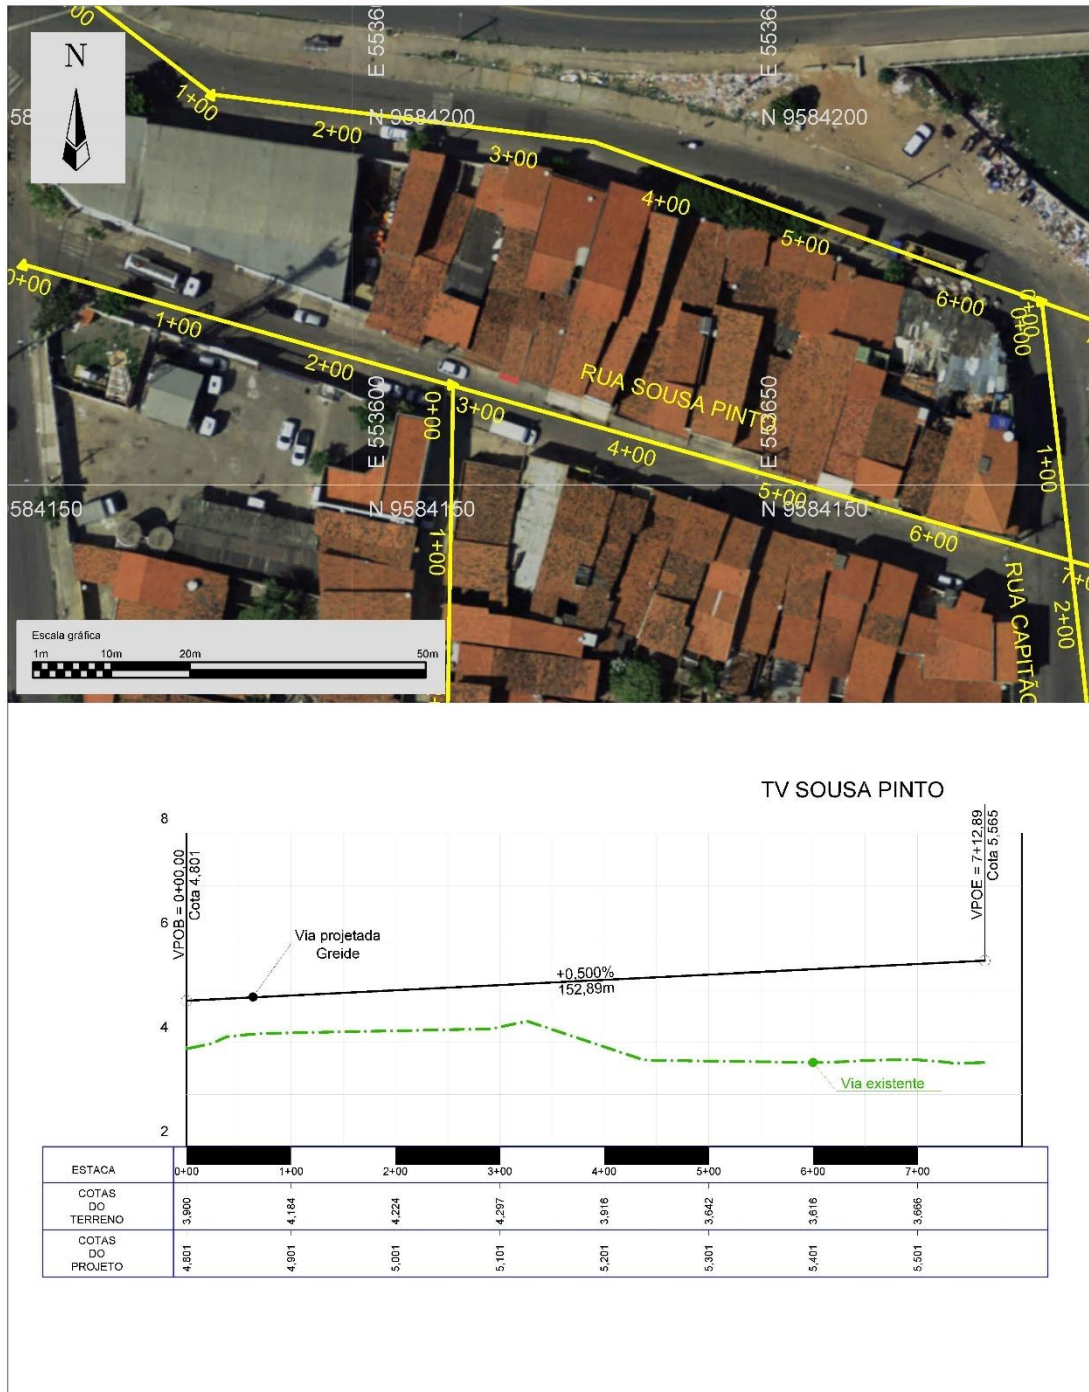 N
E 553600
E 553650
+00
1+00
2+00
3+00
N 9584200
N 9584200
4+00
5+00
6+00
0+00
0+00
0+00
1+00
2+00
0+00
3+00
RUA SOUSA PINTO
4+00
1+00
E 553600
E 553650
584150
N 9584150
N 9584150
5+00
6+00
1+00
RUA CAPITÃO
2+00
Escala gráfica
1m 10m 20m 50m
TV SOUSA PINTO
8
6
4
2
VPOB = 0+00,00
Cota 4,801
Via projetada
Greide
+0,500%
152,89m
VPOE = 7+12,89
Cota 5,565
Via existente
ESTACA 0+00 1+00 2+00 3+00 4+00 5+00 6+00 7+00
COTAS
DO
TERRENO
3,900 4,184 4,224 4,297 3,916 3,642 3,616 3,666
COTAS
DO
PROJETO
4,801 4,901 5,001 5,101 5,201 5,301 5,401 5,501